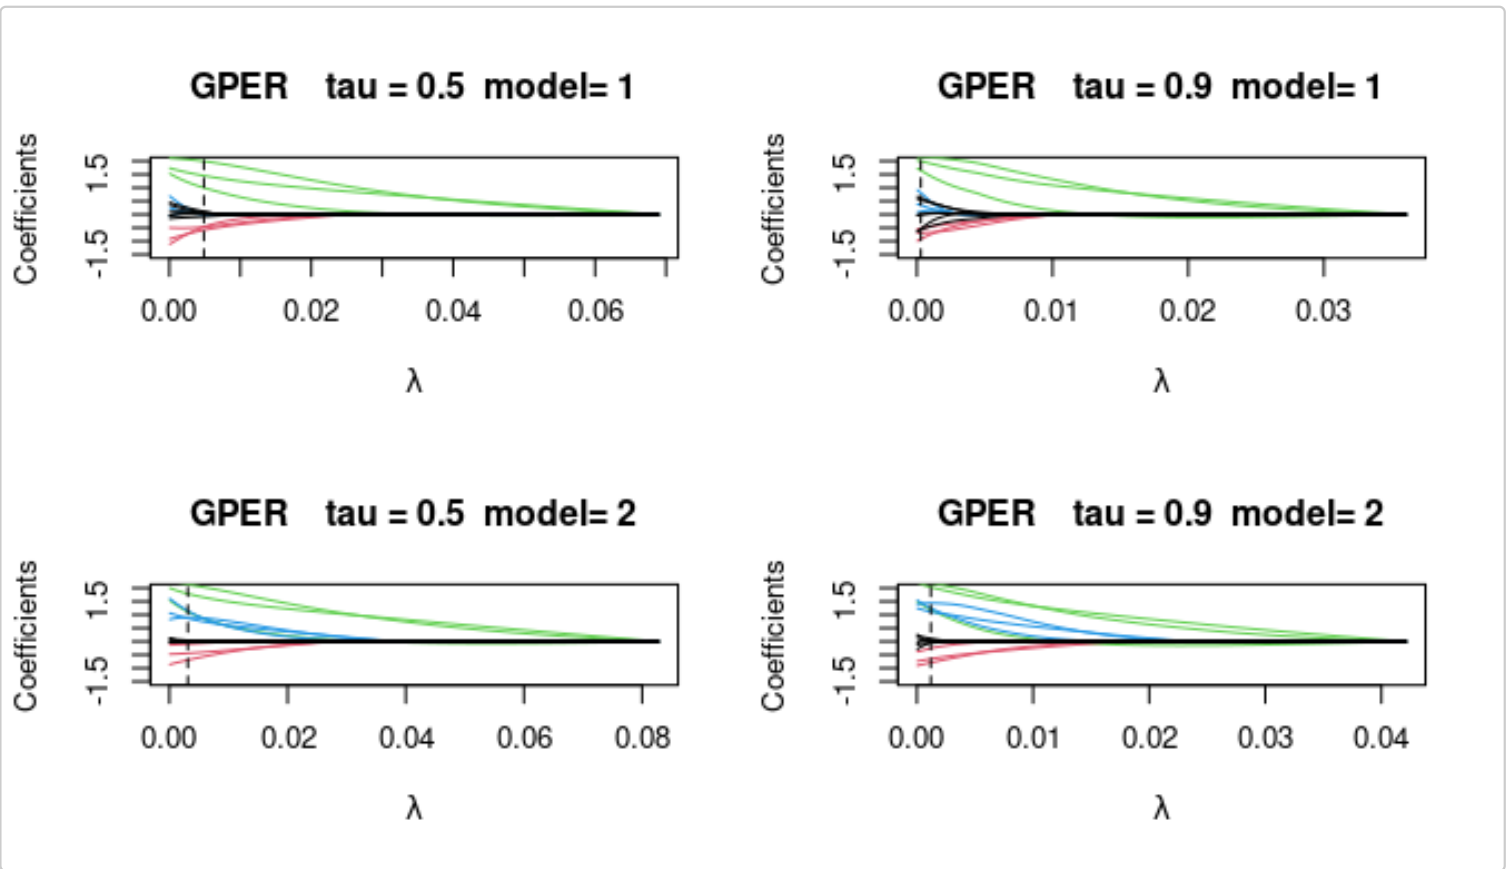 GPER tau = 0.5 model= 1
Coefficients
1.5
-1.5
0.00 0.02 0.04 0.06
λ
GPER tau = 0.9 model= 1
Coefficients
1.5
-1.5
0.00 0.01 0.02 0.03
λ
GPER tau = 0.5 model= 2
Coefficients
1.5
-1.5
0.00 0.02 0.04 0.06 0.08
λ
GPER tau = 0.9 model= 2
Coefficients
1.5
-1.5
0.00 0.01 0.02 0.03 0.04
λ